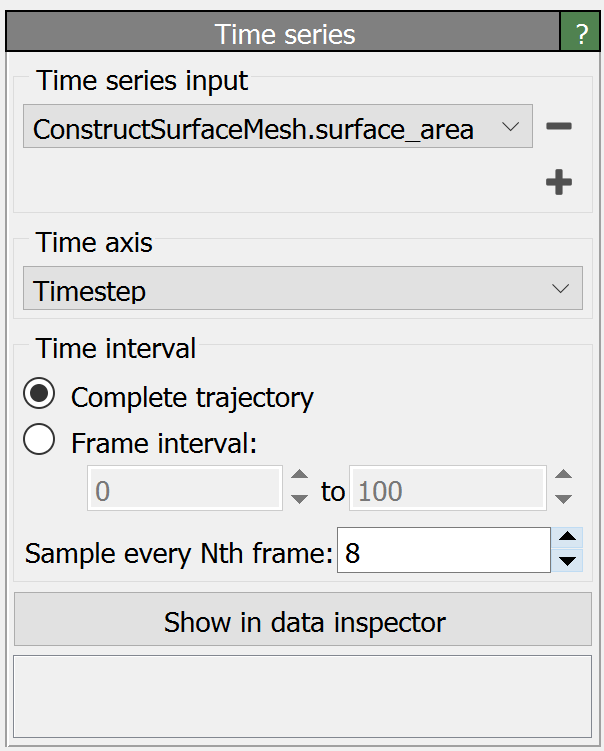 Time series ?
Time series input
ConstructSurfaceMesh.surface_area
Time axis
Timestep
Time interval
Complete trajectory
Frame interval:
0 to 100
Sample every Nth frame: 8
Show in data inspector